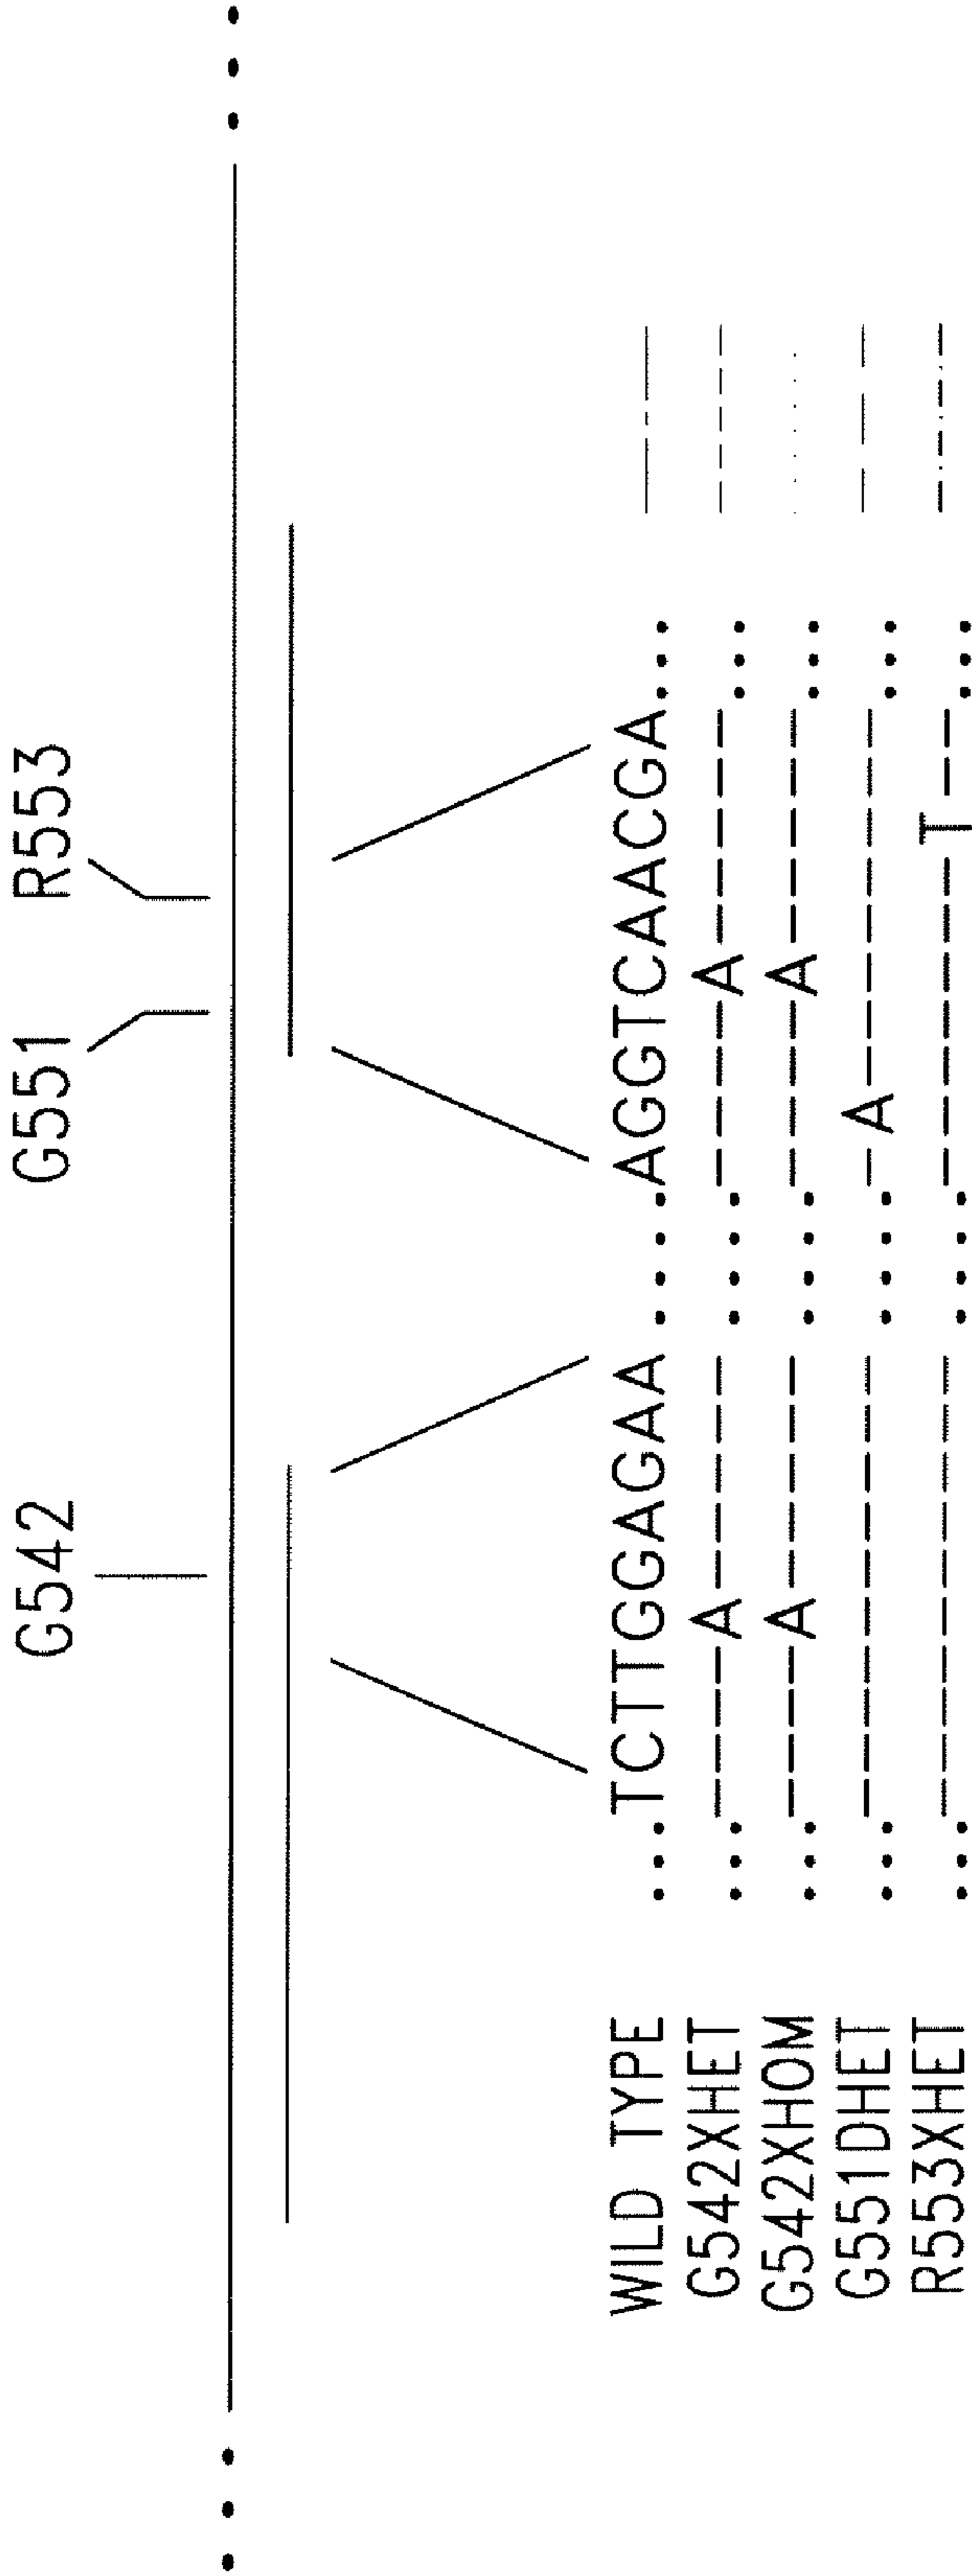 G542 G551 R553
WILD TYPE ...TCTTGGAGAA....AGGTCAACGA...
G542XHET ...----A-----....----A-----...
G542XHOM ...----A-----....----A-----...
G551DHET ...----------....-A--------...
R553XHET ...----------....-------T--...